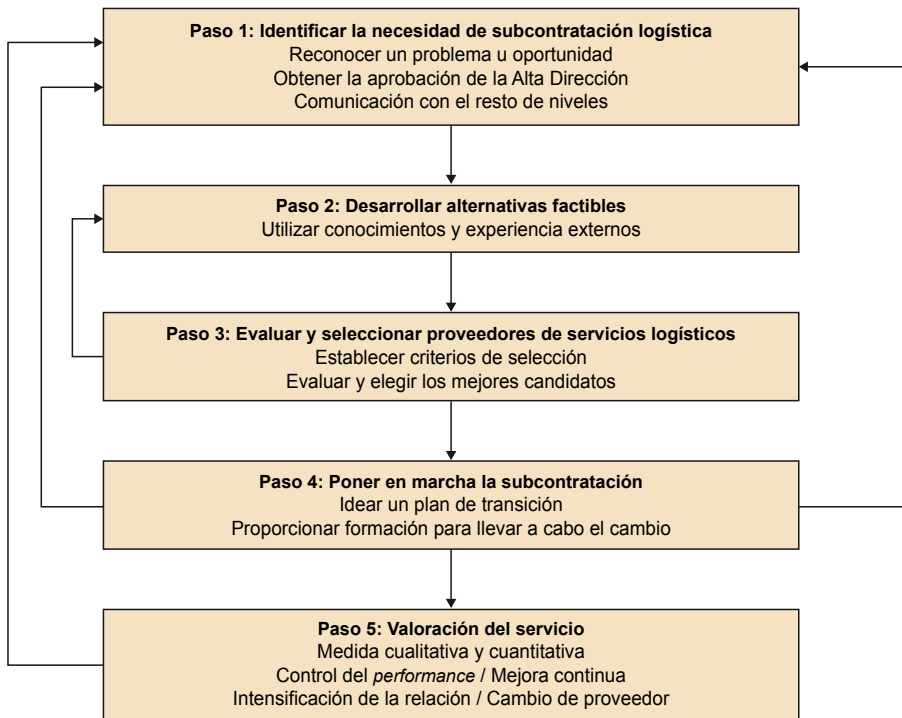 Paso 1: Identificar la necesidad de subcontratación logística
Reconocer un problema u oportunidad
Obtener la aprobación de la Alta Dirección
Comunicación con el resto de niveles
Paso 2: Desarrollar alternativas factibles
Utilizar conocimientos y experiencia externos
Paso 3: Evaluar y seleccionar proveedores de servicios logísticos
Establecer criterios de selección
Evaluar y elegir los mejores candidatos
Paso 4: Poner en marcha la subcontratación
Idear un plan de transición
Proporcionar formación para llevar a cabo el cambio
Paso 5: Valoración del servicio
Medida cualitativa y cuantitativa
Control del performance / Mejora continua
Intensificación de la relación / Cambio de proveedor